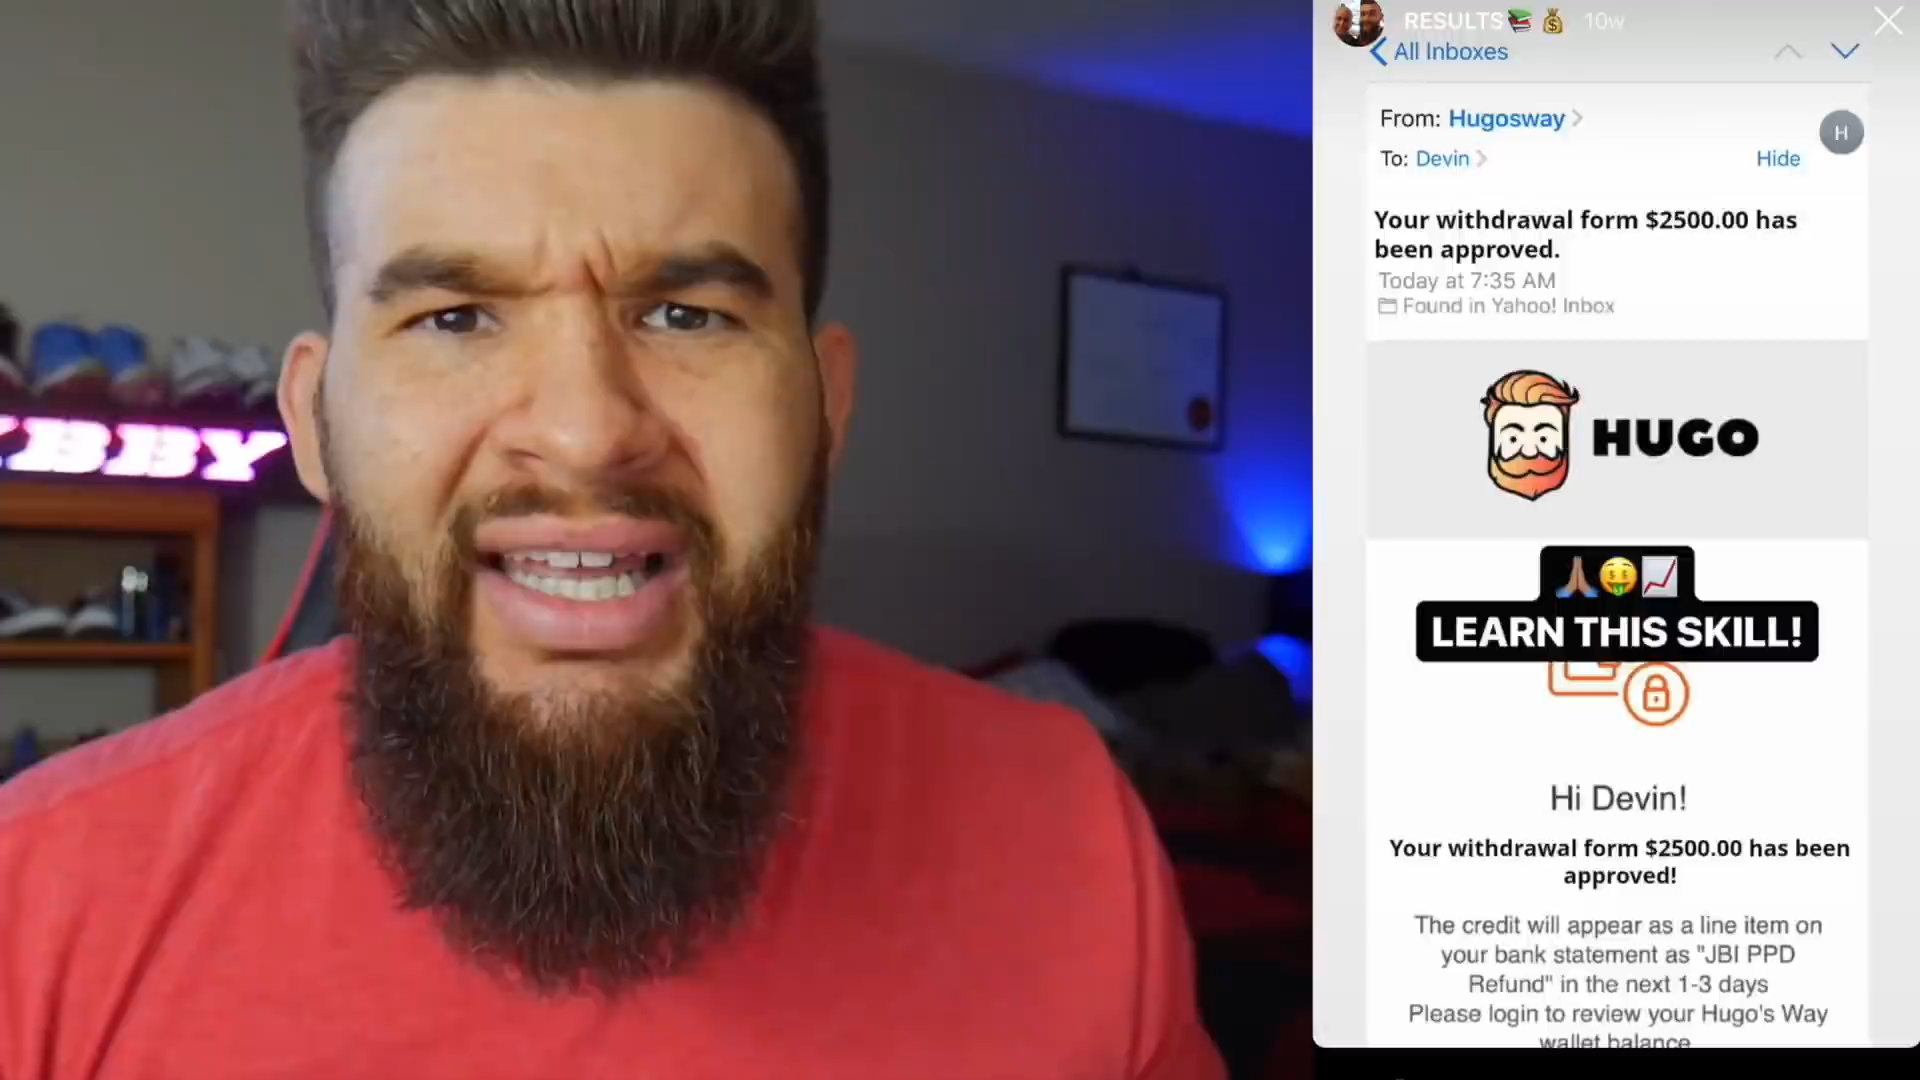 BBY
RESULTS📚💰 10w
All Inboxes
From: Hugosway
H
To: Devin
Hide
Your withdrawal form $2500.00 has
been approved.
Today at 7:35 AM
Found in Yahoo! Inbox
HUGO
🙏🏽🤑📈
LEARN THIS SKILL!
Hi Devin!
Your withdrawal form $2500.00 has been
approved!
The credit will appear as a line item on
your bank statement as "JBI PPD
Refund" in the next 1-3 days
Please login to review your Hugo's Way
wallet balance